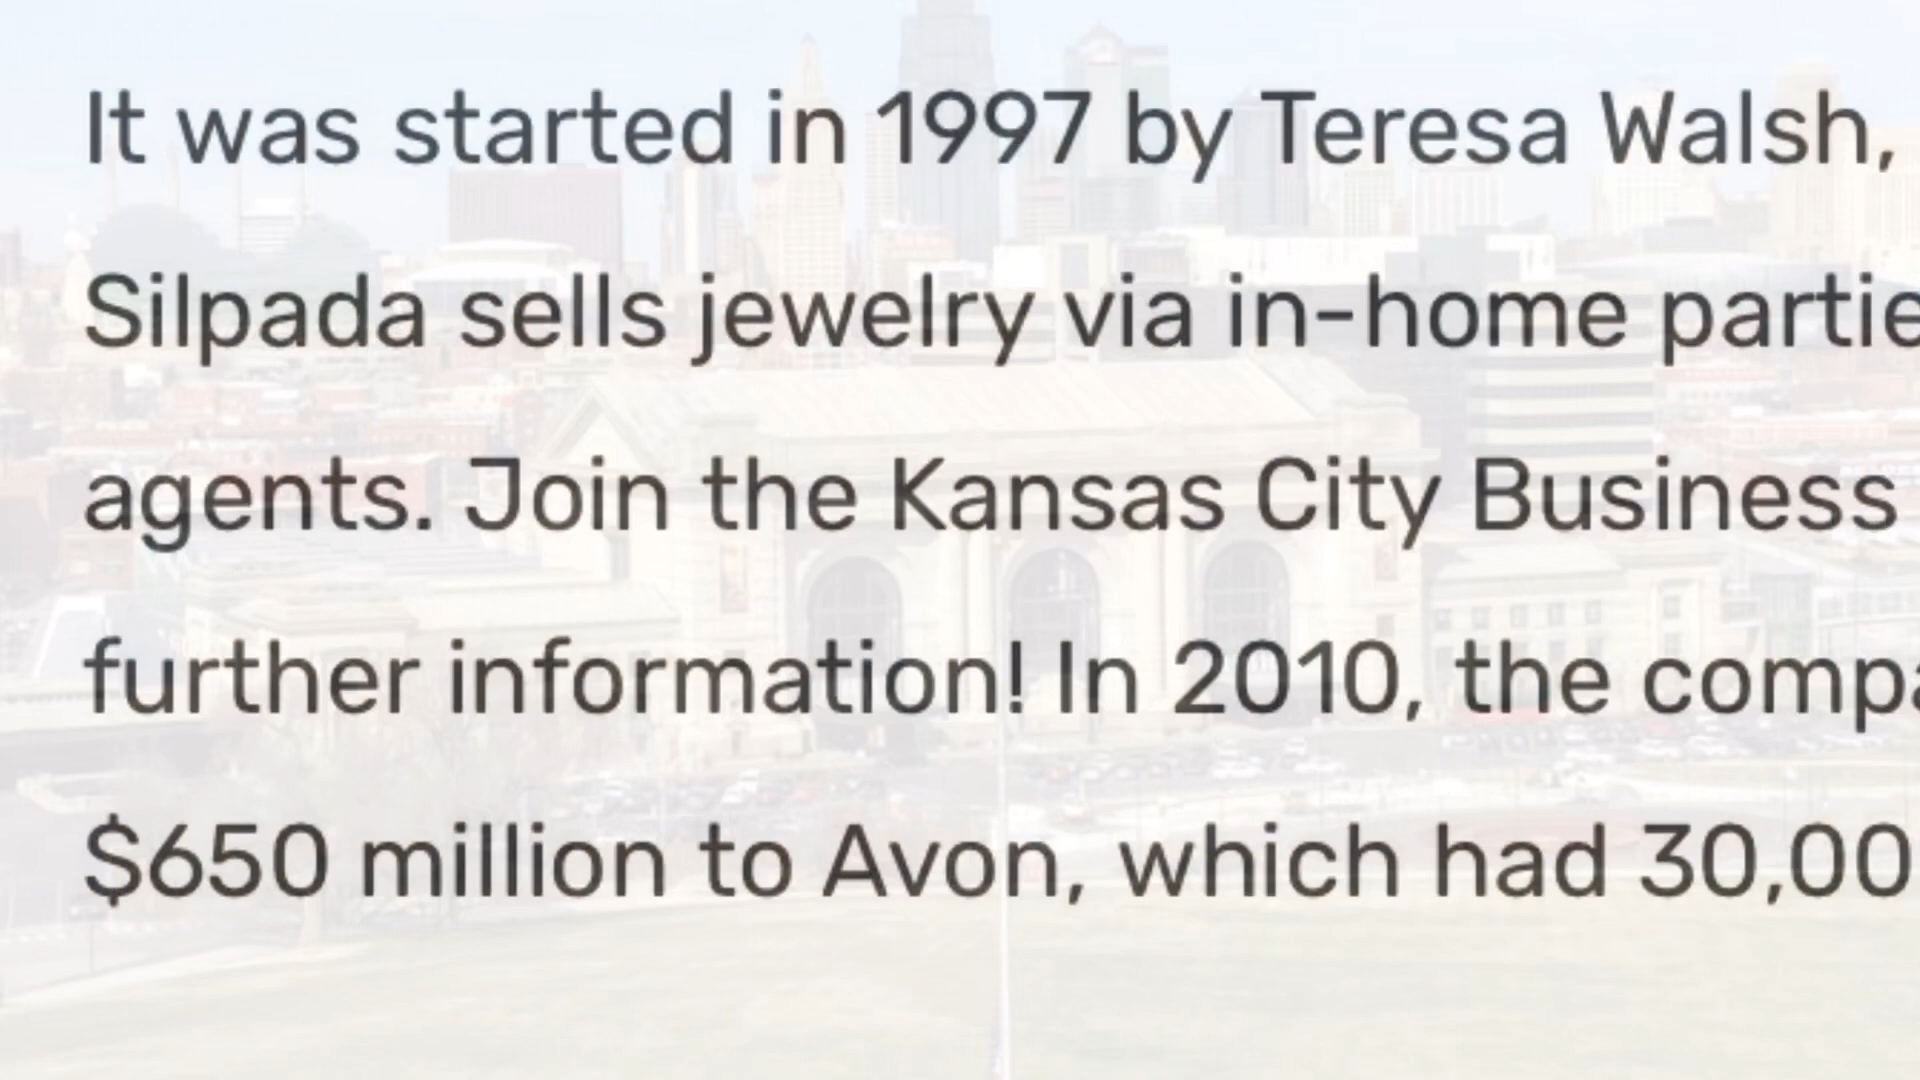 It was started in 1997 by Teresa Walsh,
Silpada sells jewelry via in-home partie
agents. Join the Kansas City Business
further information! In 2010, the compa
$650 million to Avon, which had 30,00